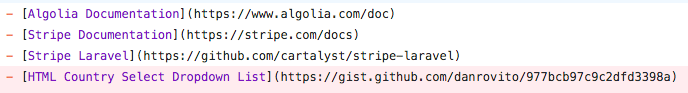 - [Algolia Documentation](https://www.algolia.com/doc)
- [Stripe Documentation](https://stripe.com/docs)
- [Stripe Laravel](https://github.com/cartalyst/stripe-laravel)
- [HTML Country Select Dropdown List](https://gist.github.com/danrovito/977bcb97c9c2dfd3398a)